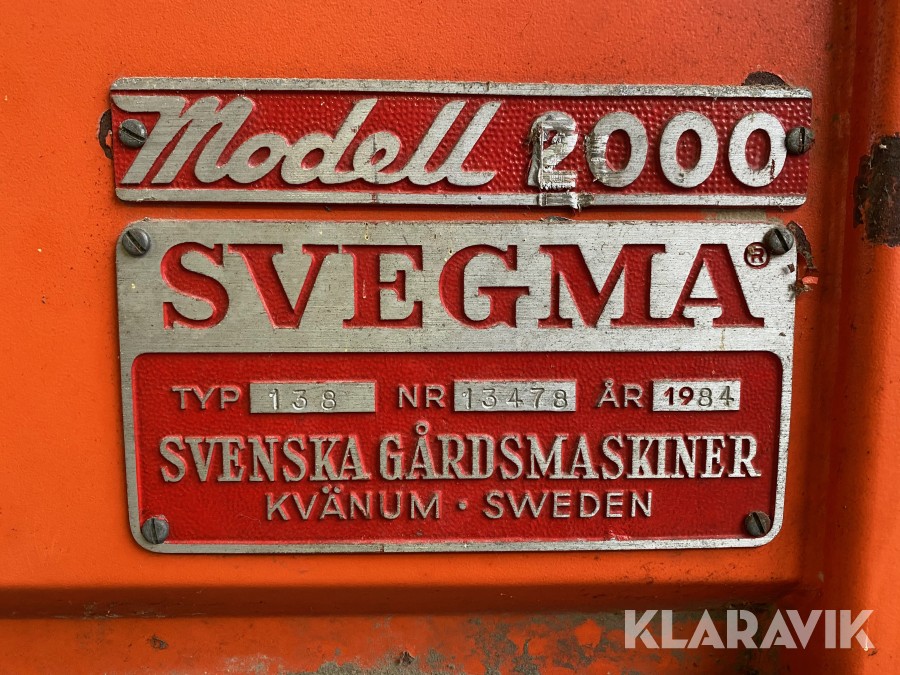 Modell 2000
SVEGMA®
TYP 138 NR 13478 ÅR 1984
SVENSKA GÅRDSMASKINER
KVÄNUM · SWEDEN
KLARAVIK